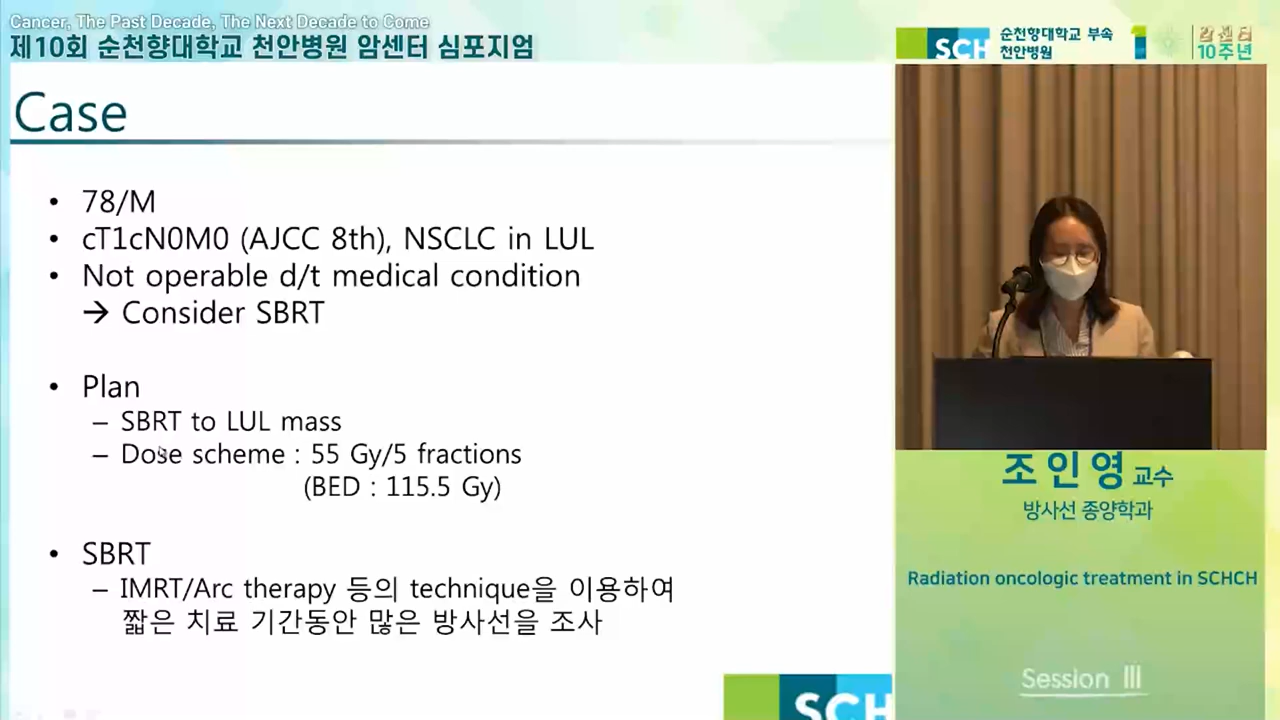 Cancer, The Past Decade, The Next Decade to Come
제10회 순천향대학교 천안병원 암센터 심포지엄
SCH 순천향대학교 부속
천안병원
암센터
10주년
Case
• 78/M
• cT1cN0M0 (AJCC 8th), NSCLC in LUL
• Not operable d/t medical condition
→ Consider SBRT
• Plan
– SBRT to LUL mass
– Dose scheme : 55 Gy/5 fractions
(BED : 115.5 Gy)
• SBRT
– IMRT/Arc therapy 등의 technique을 이용하여
짧은 치료 기간동안 많은 방사선을 조사
SCH
조인영 교수
방사선 종양학과
Radiation oncologic treatment in SCHCH
Session III